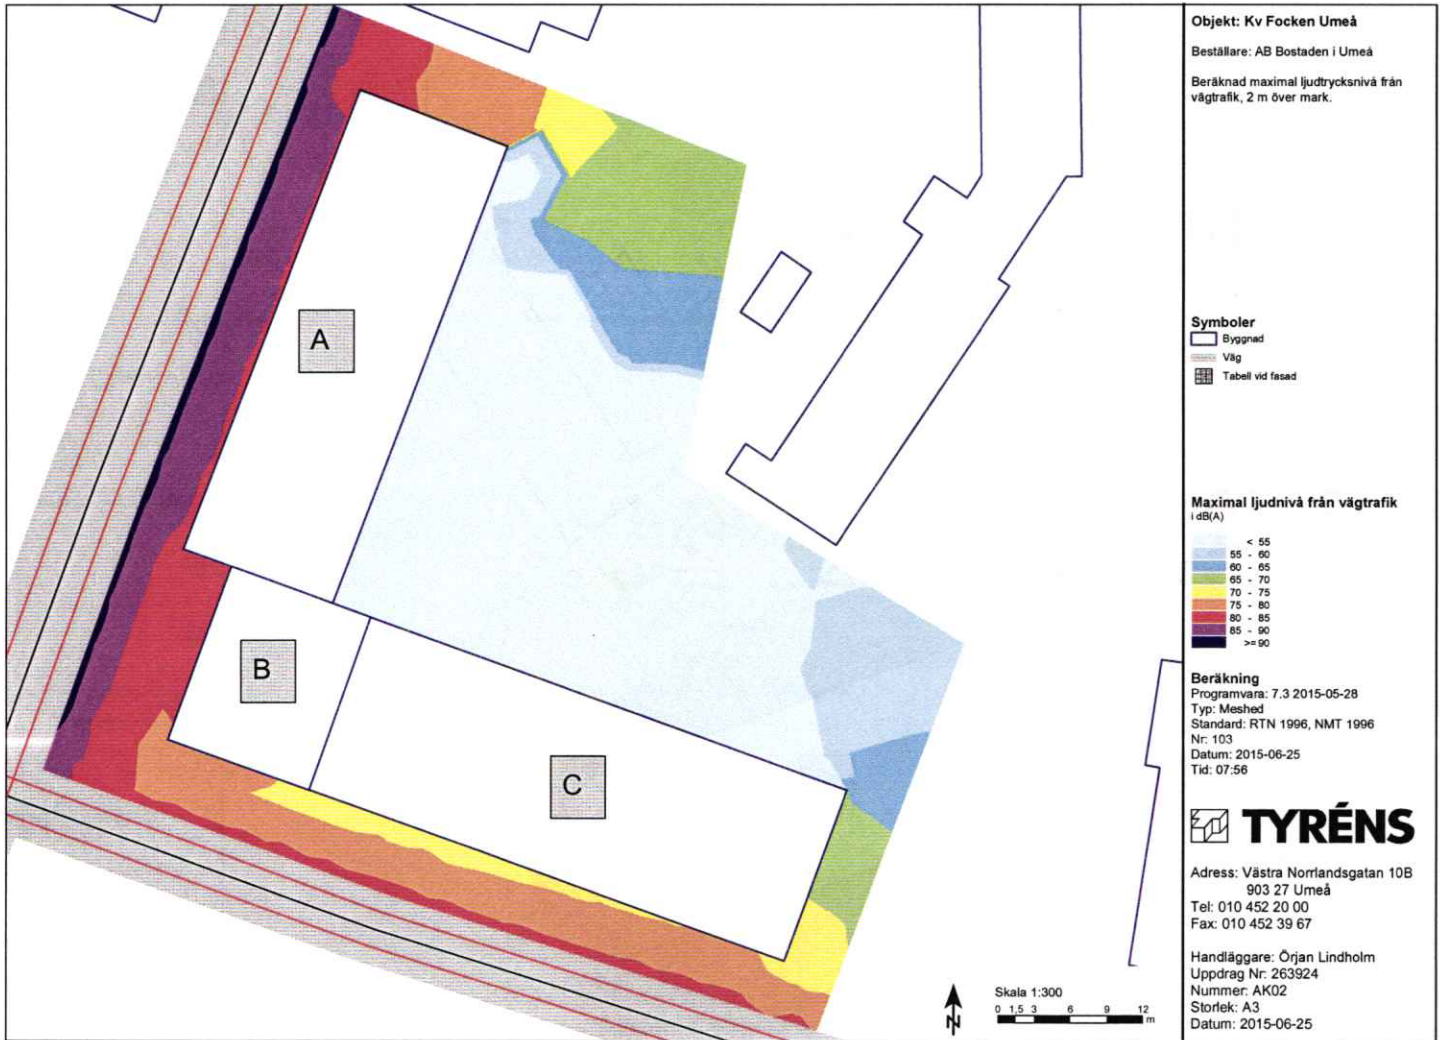 Objekt: Kv Focken Umeå
Beställare: AB Bostaden i Umeå
Beräknad maximal ljudtrycksnivå från
vägtrafik, 2 m över mark.
Symboler
Byggnad
Väg
Tabell vid fasad
Maximal ljudnivå från vägtrafik
i dB(A)
< 55
55 - 60
60 - 65
65 - 70
70 - 75
75 - 80
80 - 85
85 - 90
>= 90
Beräkning
Programvara: 7.3 2015-05-28
Typ: Meshed
Standard: RTN 1996, NMT 1996
Nr: 103
Datum: 2015-06-25
Tid: 07:56
TYRÉNS
Adress: Västra Norrlandsgatan 10B
903 27 Umeå
Tel: 010 452 20 00
Fax: 010 452 39 67
Handläggare: Örjan Lindholm
Uppdrag Nr: 263924
Nummer: AK02
Storlek: A3
Datum: 2015-06-25
A
B
C
N
Skala 1:300
0 1,5 3 6 9 12
m